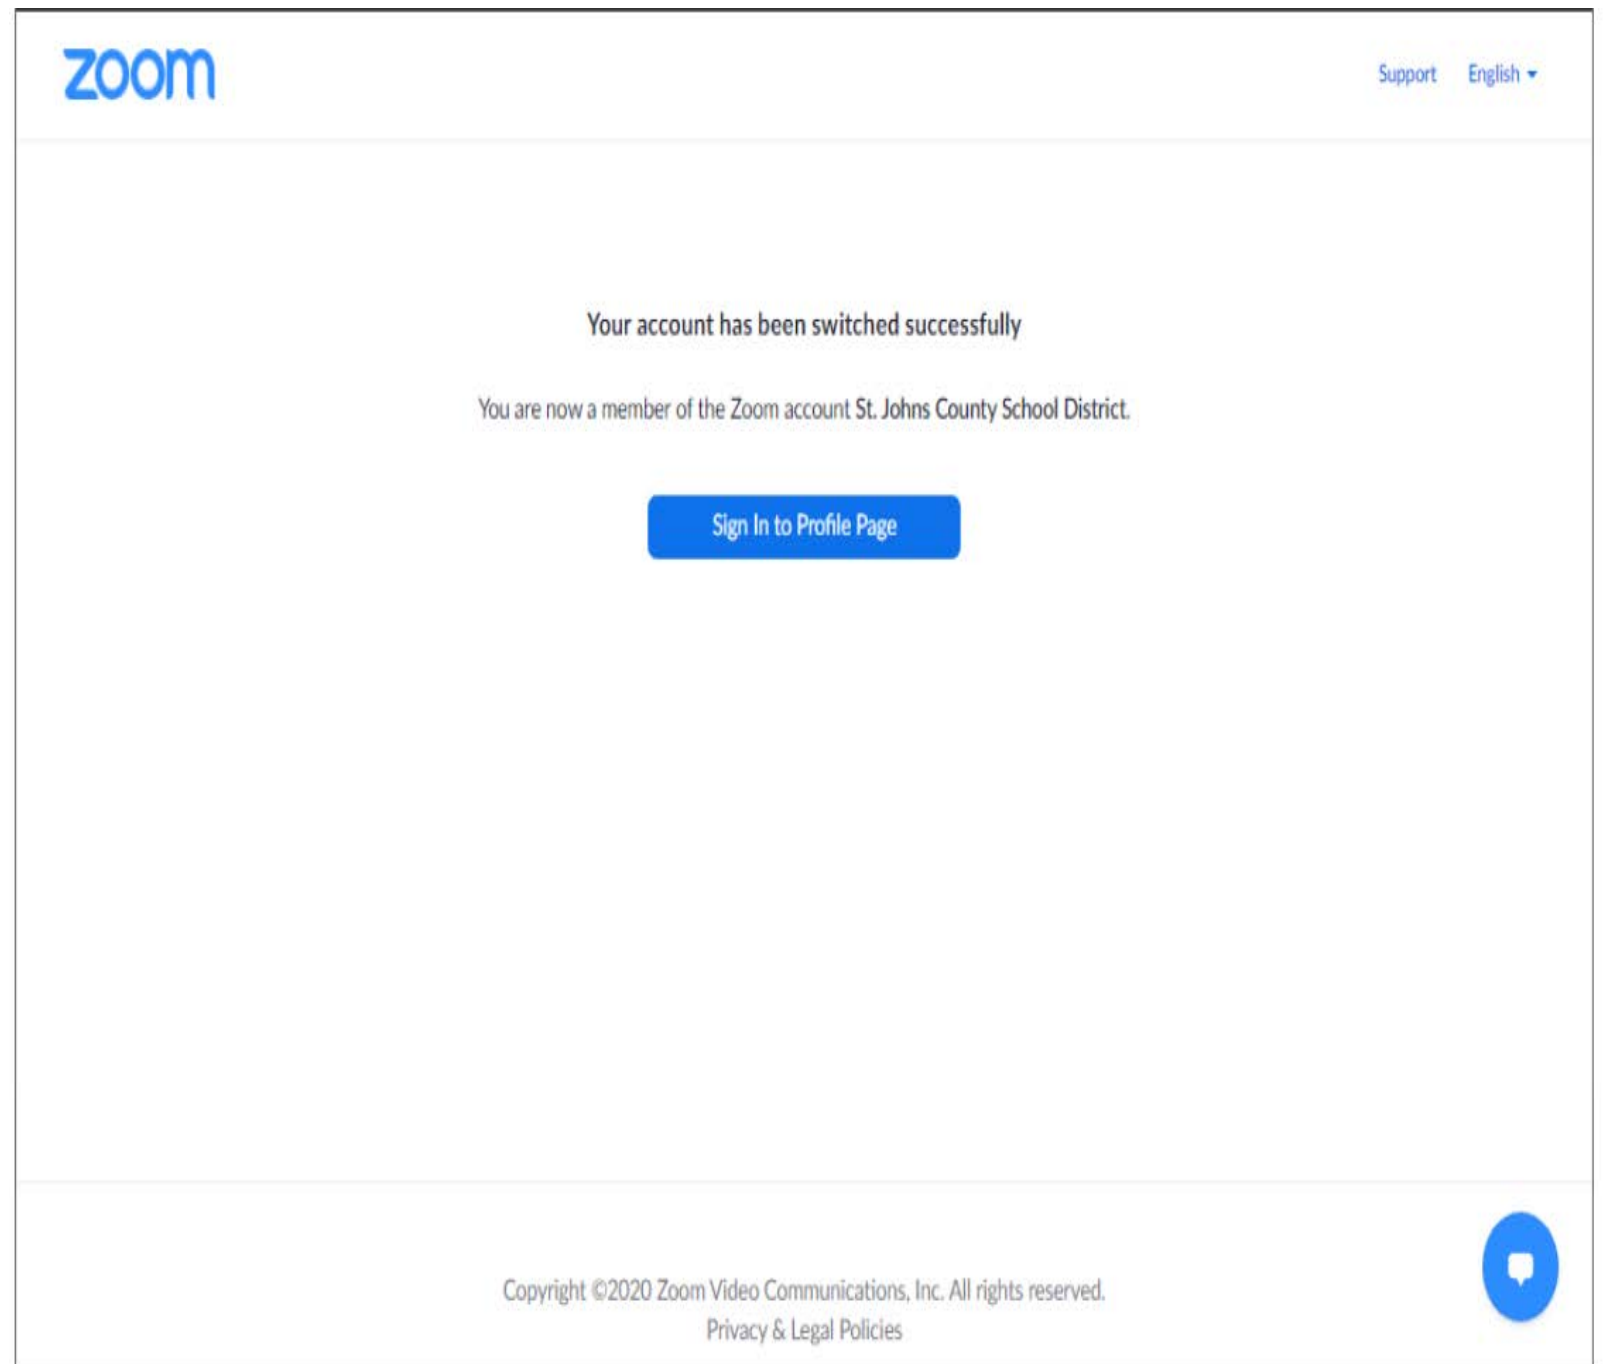 zoom
Support English
Your account has been switched successfully
You are now a member of the Zoom account St. Johns County School District.
Sign In to Profile Page
Copyright ©2020 Zoom Video Communications, Inc. All rights reserved.
Privacy & Legal Policies